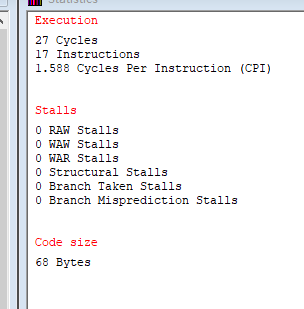 Statistics
Execution
27 Cycles
17 Instructions
1.588 Cycles Per Instruction (CPI)
Stalls
0 RAW Stalls
0 WAW Stalls
0 WAR Stalls
0 Structural Stalls
0 Branch Taken Stalls
0 Branch Misprediction Stalls
Code size
68 Bytes